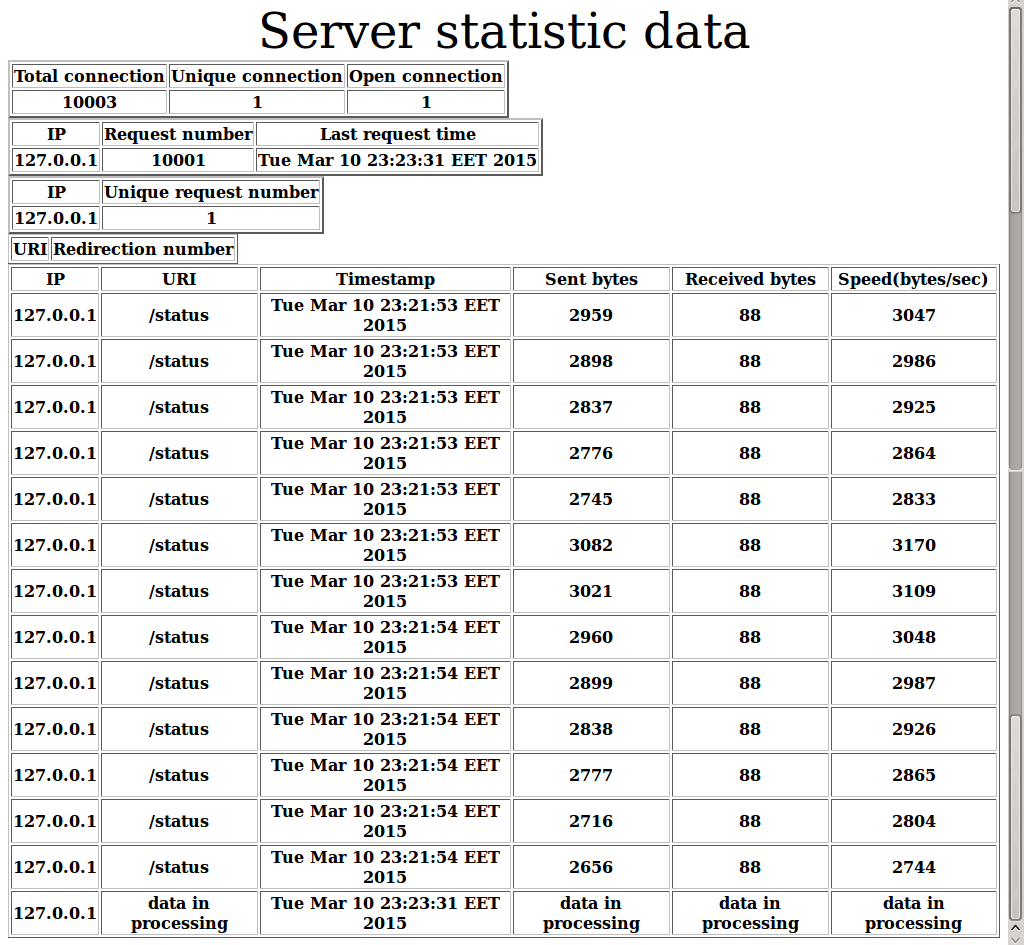 Server statistic data
Total connection Unique connection Open connection
10003 1 1
IP Request number Last request time
127.0.0.1 10001 Tue Mar 10 23:23:31 EET 2015
IP Unique request number
127.0.0.1 1
URI Redirection number
IP URI Timestamp Sent bytes Received bytes Speed(bytes/sec)
127.0.0.1 /status Tue Mar 10 23:21:53 EET 2015 2959 88 3047
127.0.0.1 /status Tue Mar 10 23:21:53 EET 2015 2898 88 2986
127.0.0.1 /status Tue Mar 10 23:21:53 EET 2015 2837 88 2925
127.0.0.1 /status Tue Mar 10 23:21:53 EET 2015 2776 88 2864
127.0.0.1 /status Tue Mar 10 23:21:53 EET 2015 2745 88 2833
127.0.0.1 /status Tue Mar 10 23:21:53 EET 2015 3082 88 3170
127.0.0.1 /status Tue Mar 10 23:21:53 EET 2015 3021 88 3109
127.0.0.1 /status Tue Mar 10 23:21:54 EET 2015 2960 88 3048
127.0.0.1 /status Tue Mar 10 23:21:54 EET 2015 2899 88 2987
127.0.0.1 /status Tue Mar 10 23:21:54 EET 2015 2838 88 2926
127.0.0.1 /status Tue Mar 10 23:21:54 EET 2015 2777 88 2865
127.0.0.1 /status Tue Mar 10 23:21:54 EET 2015 2716 88 2804
127.0.0.1 /status Tue Mar 10 23:21:54 EET 2015 2656 88 2744
127.0.0.1 data in processing Tue Mar 10 23:23:31 EET 2015 data in processing data in processing data in processing